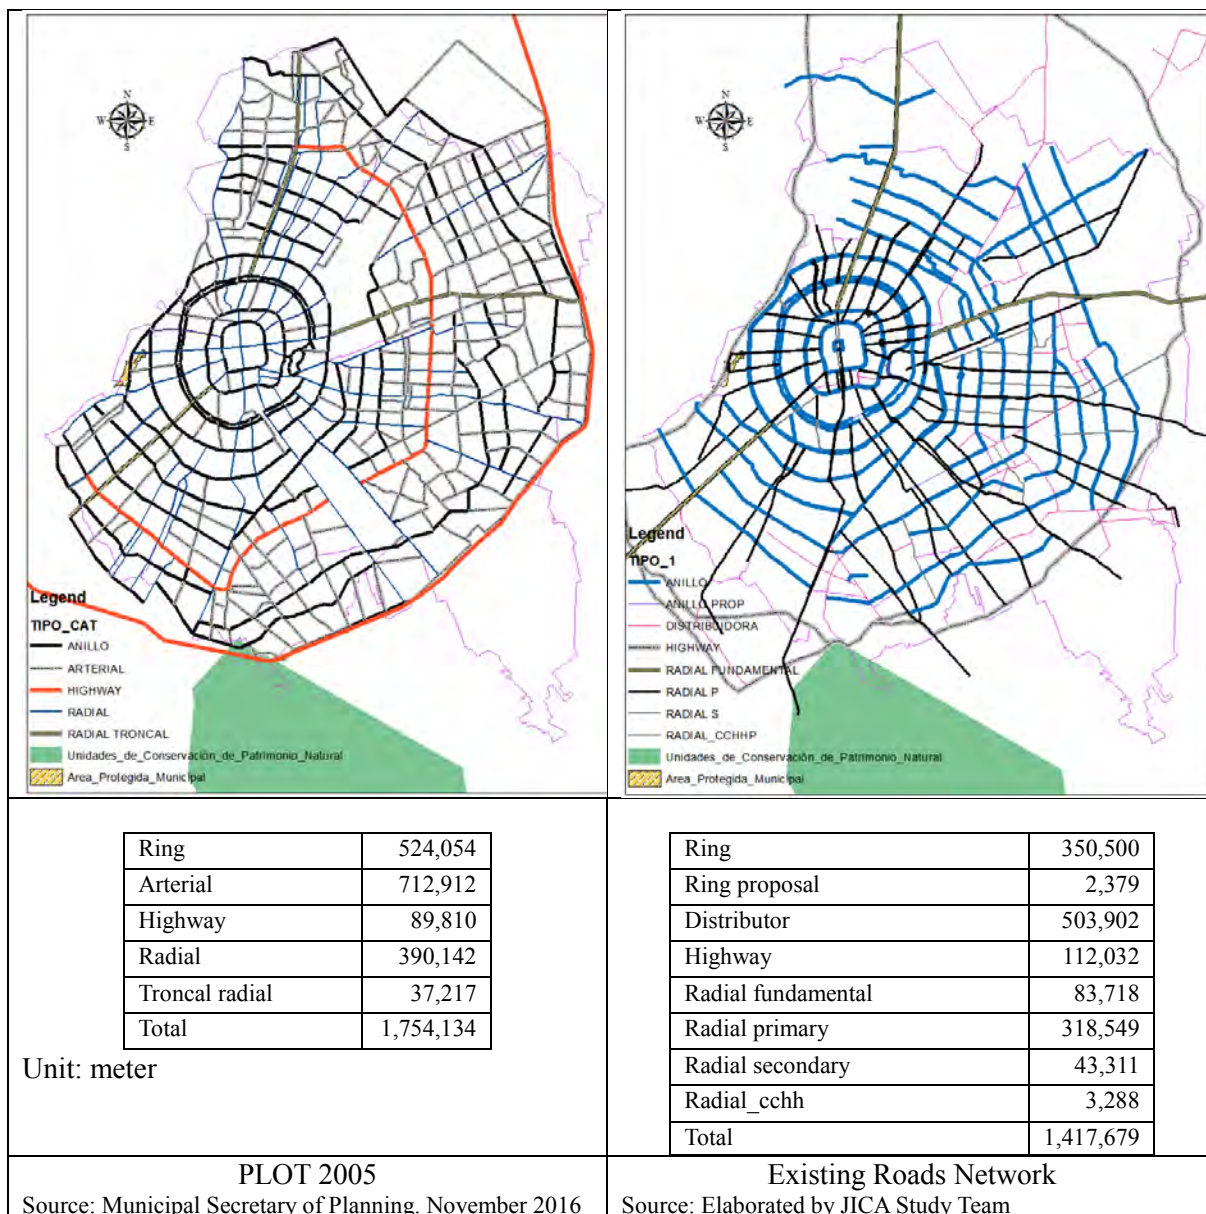 N
W E
S
Legend
TIPO_CAT
ANILLO
ARTERIAL
HIGHWAY
RADIAL
RADIAL TRONCAL
Unidades_de_Conservación_de_Patrimonio_Natural
Area_Protegida_Municipal
N
W E
S
Legend
TIPO_1
ANILLO
ANILLO PROP
DISTRIBUIDORA
HIGHWAY
RADIAL FUNDAMENTAL
RADIAL P
RADIAL S
RADIAL_CCHHP
Unidades_de_Conservación_de_Patrimonio_Natural
Area_Protegida_Municipal
Ring 524,054
Arterial 712,912
Highway 89,810
Radial 390,142
Troncal radial 37,217
Total 1,754,134
Unit: meter
Ring 350,500
Ring proposal 2,379
Distributor 503,902
Highway 112,032
Radial fundamental 83,718
Radial primary 318,549
Radial secondary 43,311
Radial_cchh 3,288
Total 1,417,679
PLOT 2005
Source: Municipal Secretary of Planning. November 2016
Existing Roads Network
Source: Elaborated by JICA Study Team